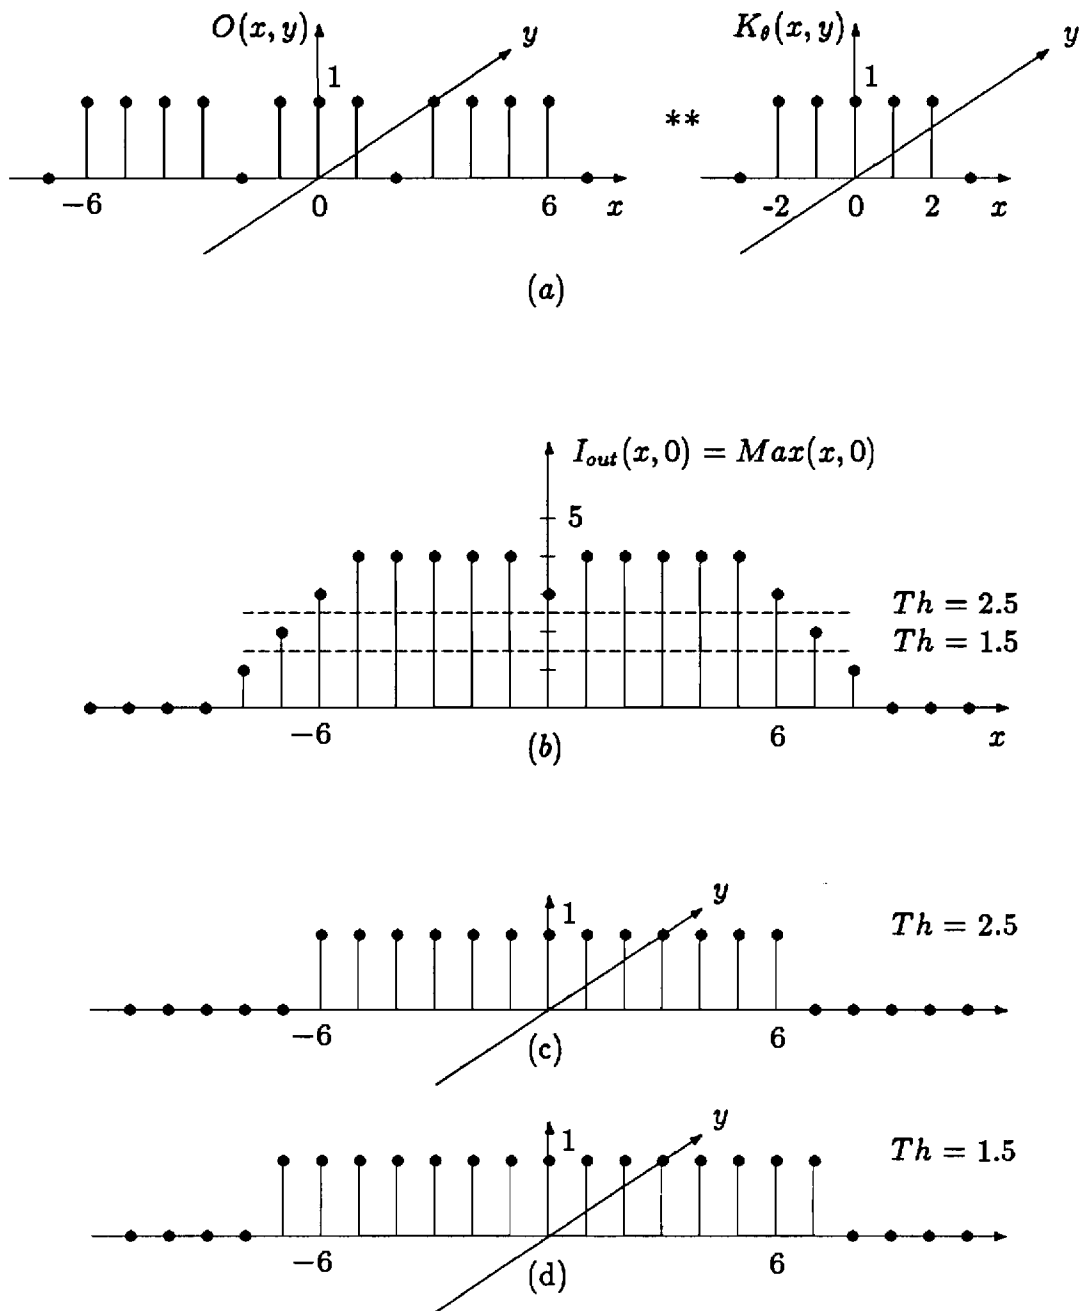 O(x, y) y K_θ(x, y) y
1 ** 1
−6 0 6 x -2 0 2 x
(a)
I_out(x, 0) = Max(x, 0)
5
Th = 2.5
Th = 1.5
−6 6 x
(b)
y
1 Th = 2.5
−6 6
(c)
y
1 Th = 1.5
−6 6
(d)